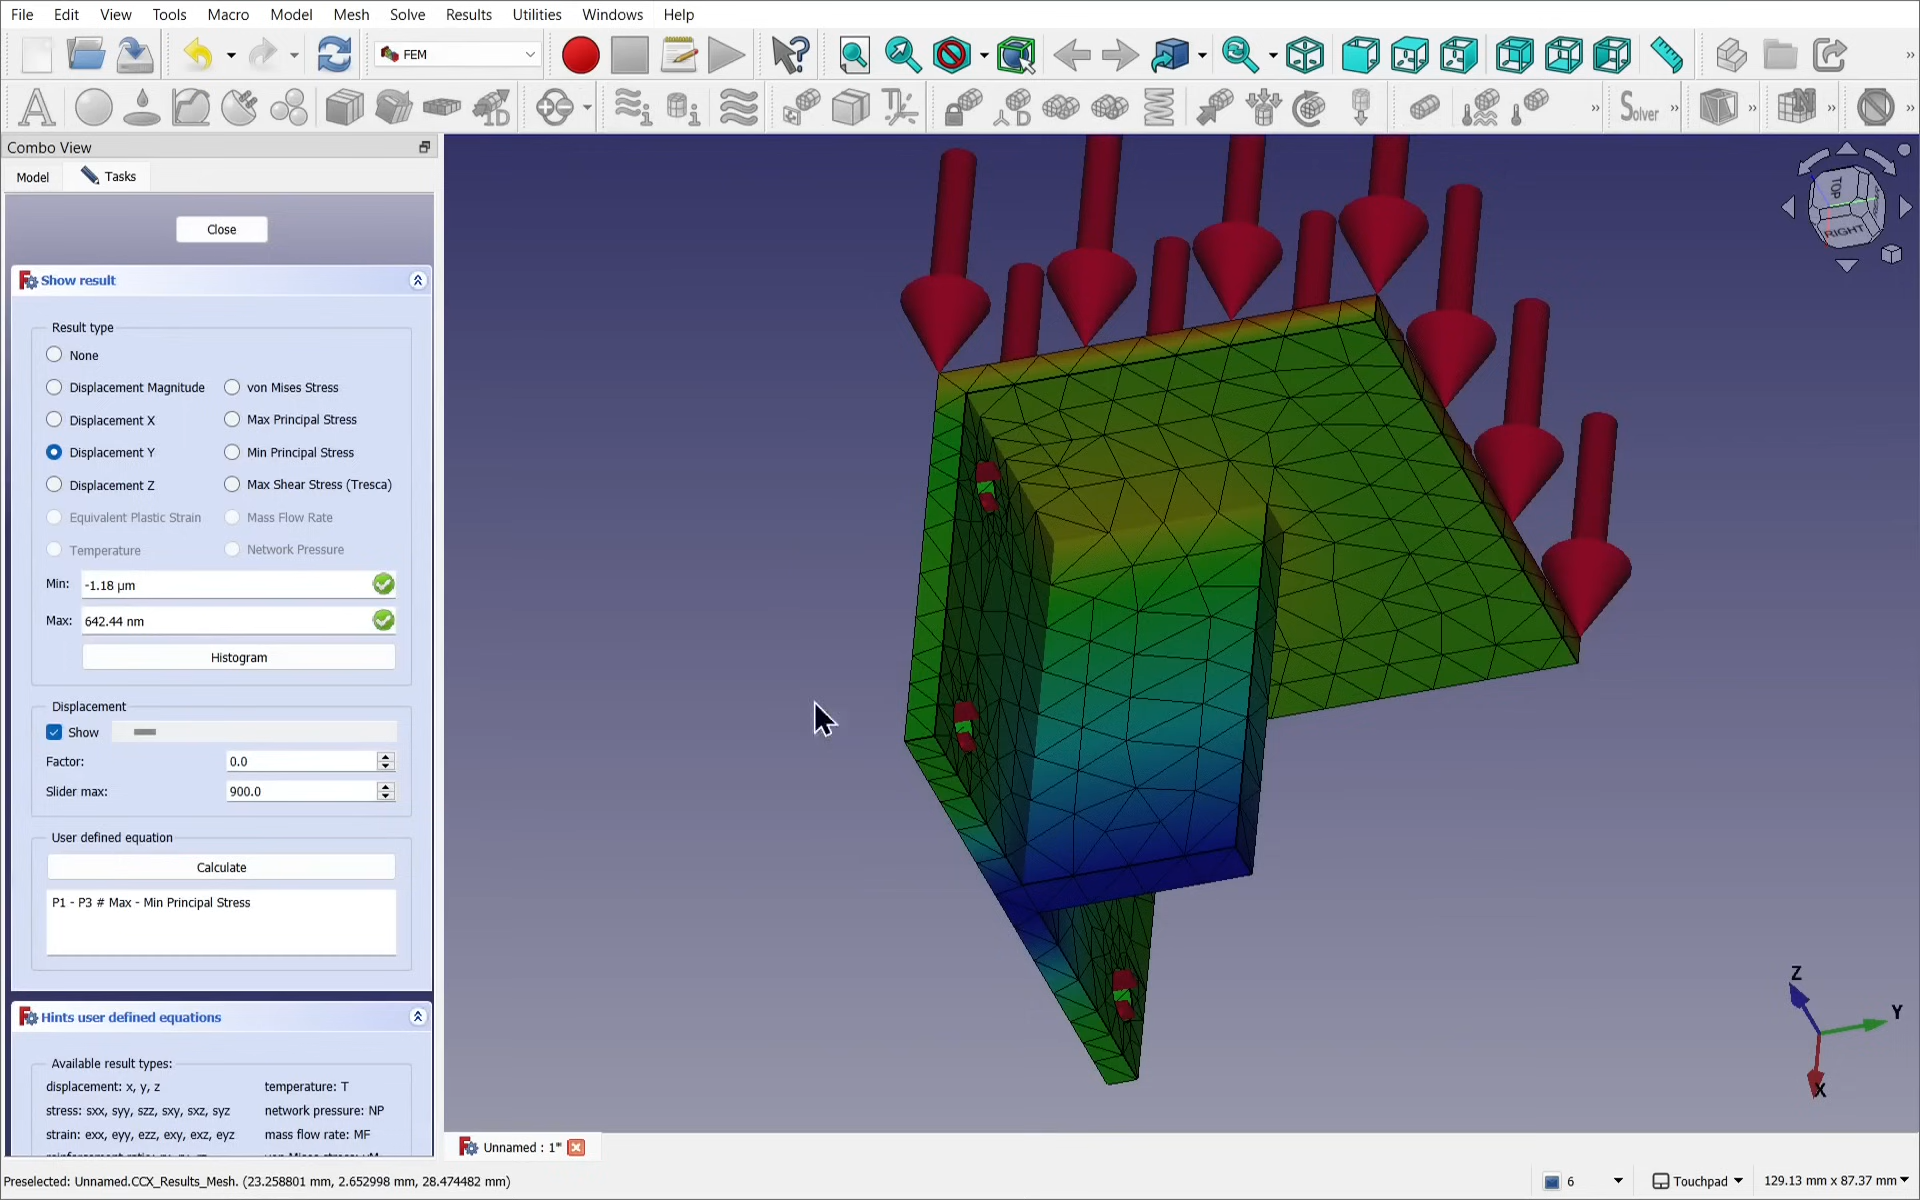 File Edit View Tools Macro Model Mesh Solve Results Utilities Windows Help
FEM
Solver
Combo View
Model Tasks
Close
Show result
Result type
None
Displacement Magnitude von Mises Stress
Displacement X Max Principal Stress
Displacement Y Min Principal Stress
Displacement Z Max Shear Stress (Tresca)
Equivalent Plastic Strain Mass Flow Rate
Temperature Network Pressure
Min: -1.18 µm
Max: 642.44 nm
Histogram
Displacement
Show
Factor: 0.0
Slider max: 900.0
User defined equation
Calculate
P1 - P3 # Max - Min Principal Stress
Hints user defined equations
Available result types:
displacement: x, y, z temperature: T
stress: sxx, syy, szz, sxy, sxz, syz network pressure: NP
strain: exx, eyy, ezz, exy, exz, eyz mass flow rate: MF
TOP
RIGHT
Z
Y
X
Unnamed : 1*
Preselected: Unnamed.CCX_Results_Mesh. (23.258801 mm, 2.652998 mm, 28.474482 mm)
6 Touchpad 129.13 mm x 87.37 mm